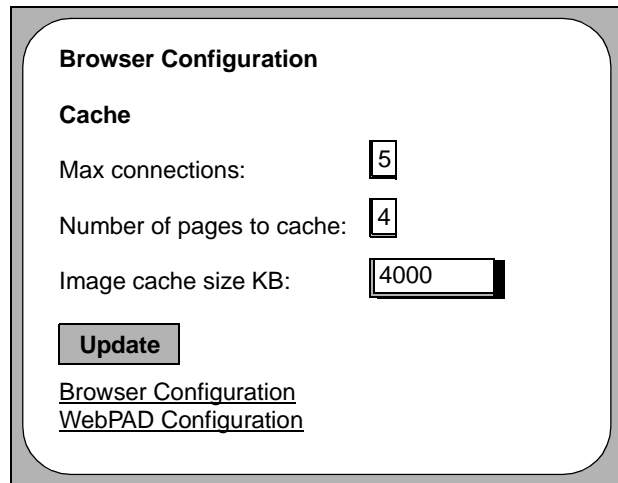 Browser Configuration
Cache
Max connections: 5
Number of pages to cache: 4
Image cache size KB: 4000
Update
Browser Configuration
WebPAD Configuration